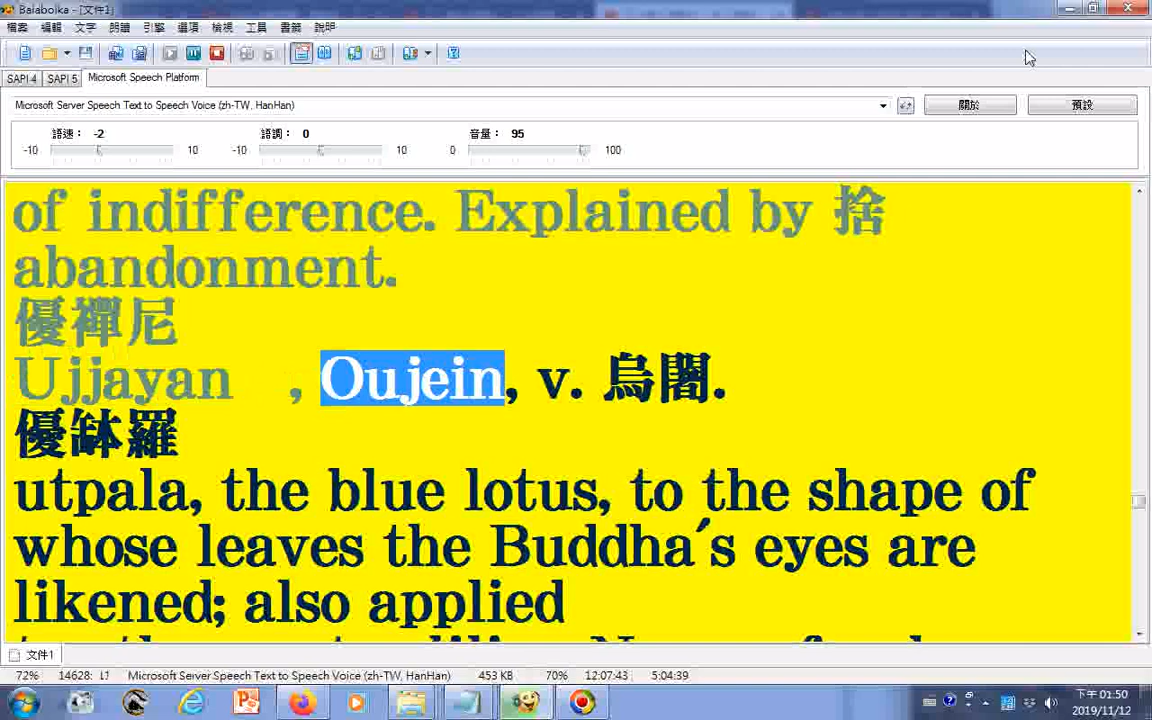 Balabolka - [文件1]
檔案 編輯 文字 朗讀 引擎 選項 檢視 工具 書籤 說明
SAPI 4 SAPI 5 Microsoft Speech Platform
Microsoft Server Speech Text to Speech Voice (zh-TW, HanHan) 關於 預設
語速： -2 語調： 0 音量： 95
-10 10 -10 10 0 100
of indifference. Explained by 捨
abandonment.
優禪尼
Ujjayan , Oujein, v. 烏闍.
優缽羅
utpala, the blue lotus, to the shape of
whose leaves the Buddha's eyes are
likened; also applied
文件1
72% 14628: Microsoft Server Speech Text to Speech Voice (zh-TW, HanHan) 453 KB 70% 12:07:43 5:04:39
下午 01:50
2019/11/12